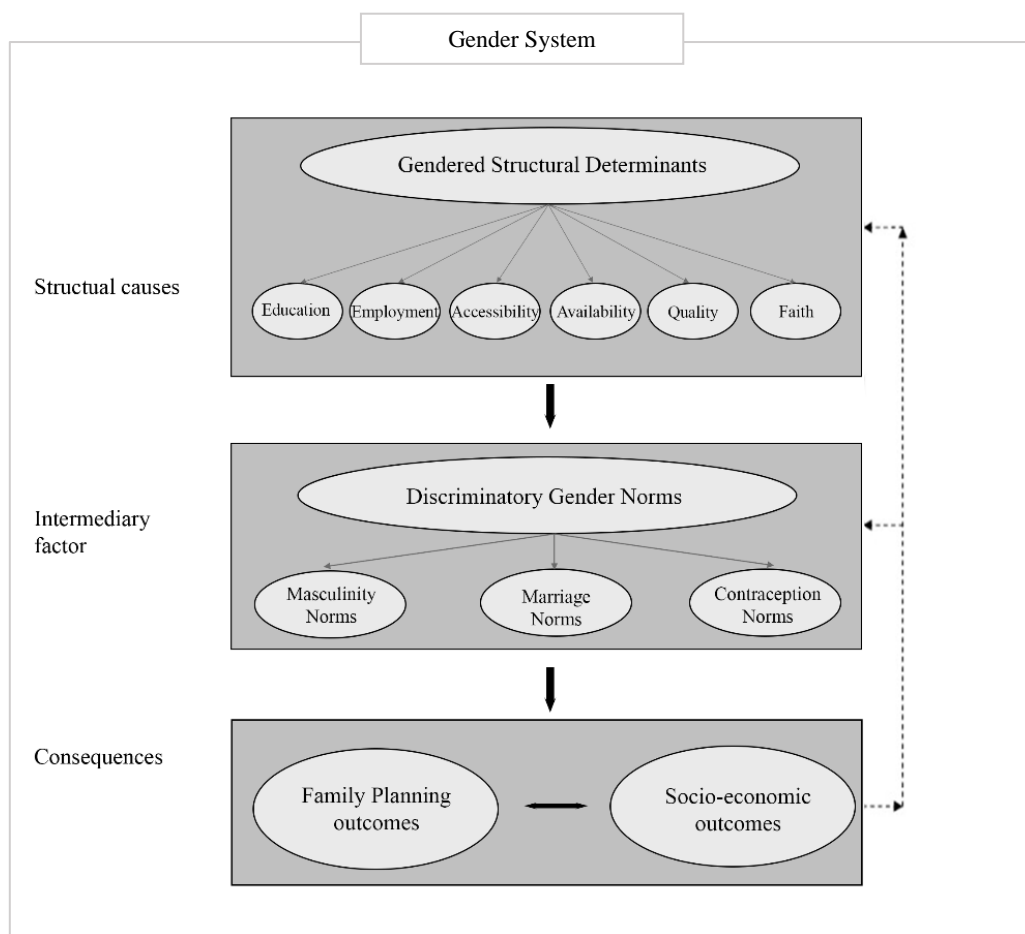 Gender System
Gendered Structural Determinants
Structual causes
Education
Employment
Accessibility
Availability
Quality
Faith
Discriminatory Gender Norms
Intermediary
factor
Masculinity
Norms
Marriage
Norms
Contraception
Norms
Consequences
Family Planning
outcomes
Socio-economic
outcomes